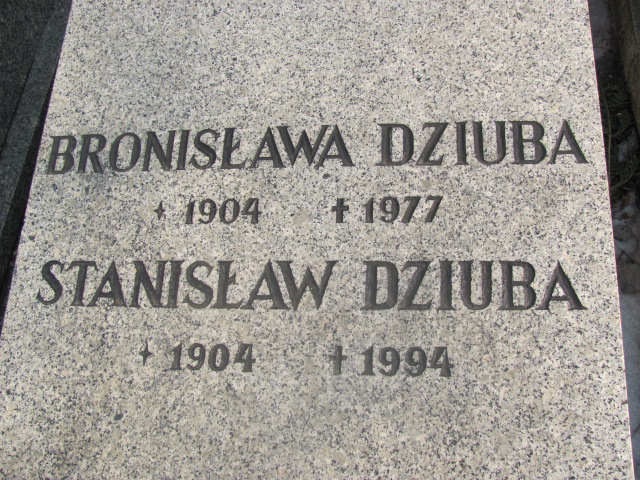 BRONISŁAWA DZIUBA
✦ 1904 ✝ 1977
STANISŁAW DZIUBA
✦ 1904 ✝ 1994